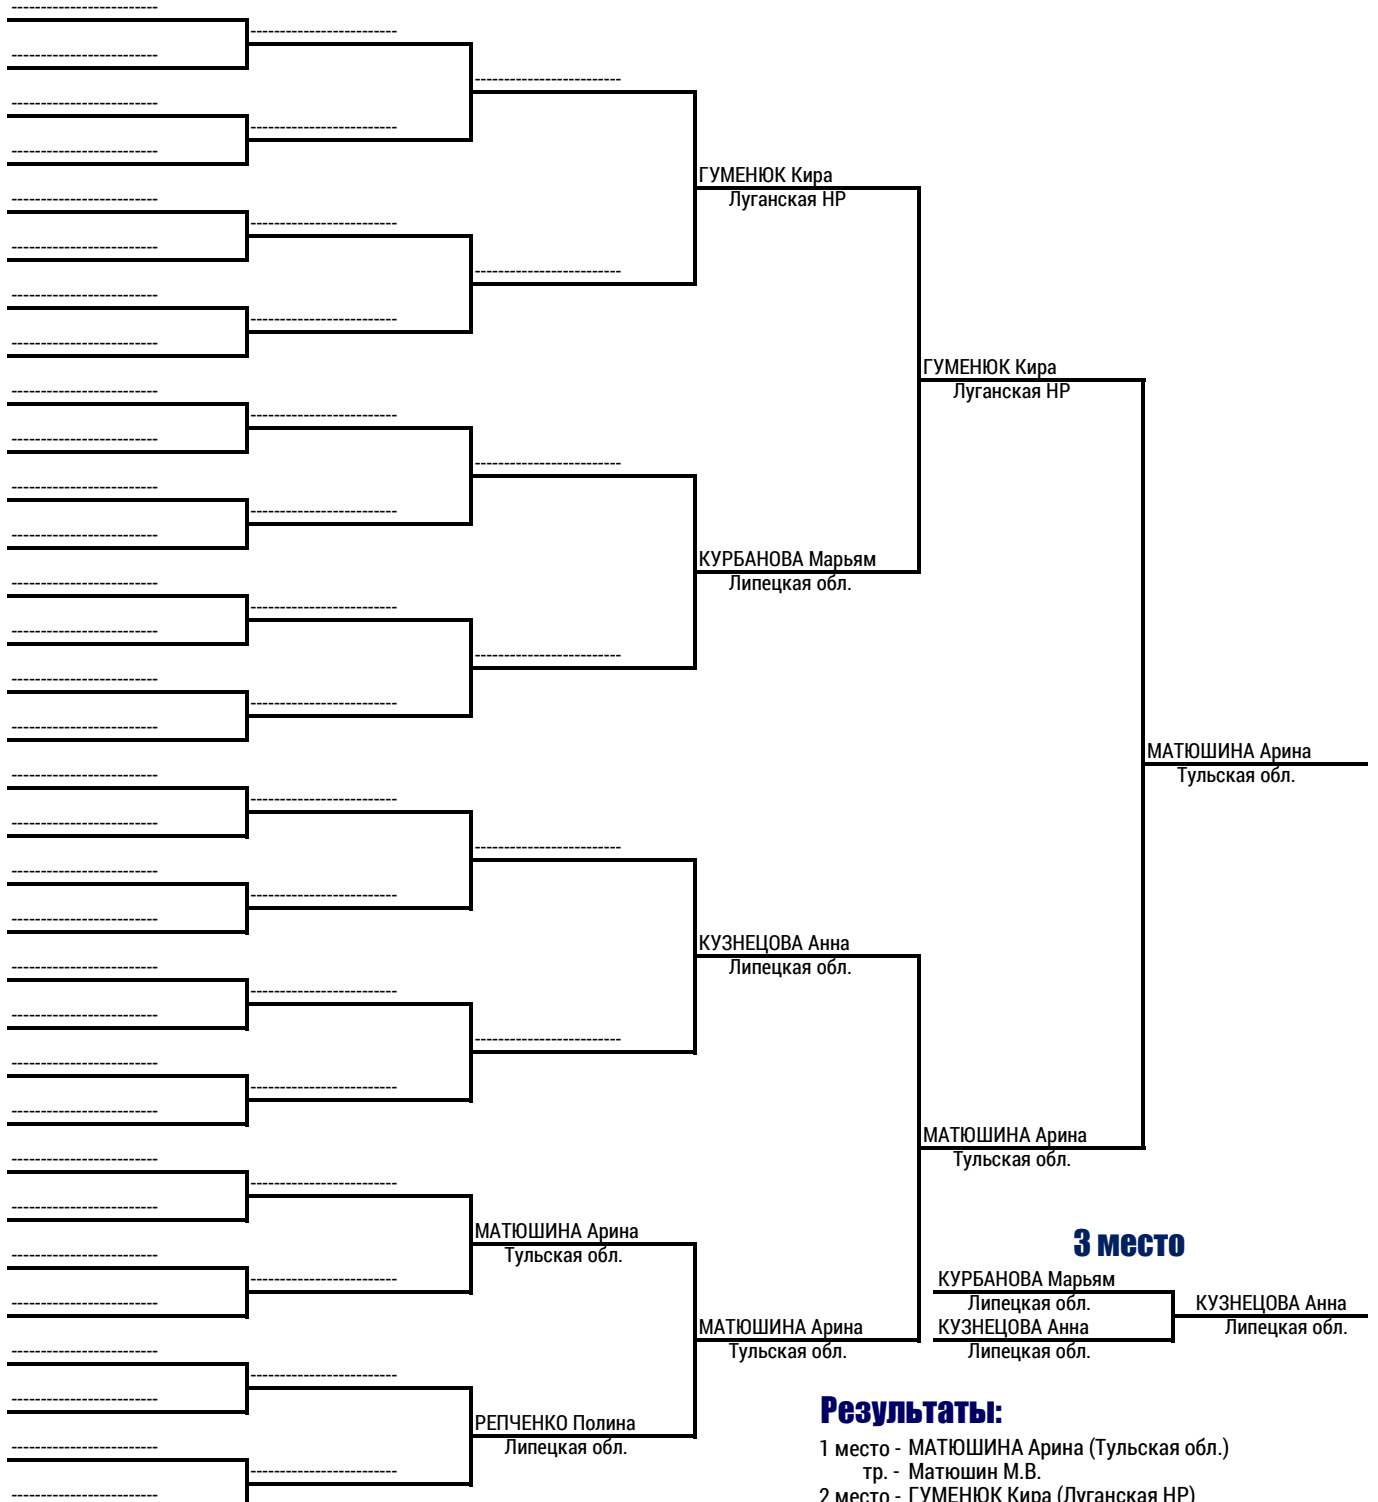 ГУМЕНЮК Кира
Луганская НР
ГУМЕНЮК Кира
Луганская НР
КУРБАНОВА Марьям
Липецкая обл.
МАТЮШИНА Арина
Тульская обл.
КУЗНЕЦОВА Анна
Липецкая обл.
МАТЮШИНА Арина
Тульская обл.
МАТЮШИНА Арина
Тульская обл.
МАТЮШИНА Арина
Тульская обл.
РЕПЧЕНКО Полина
Липецкая обл.
3 место
КУРБАНОВА Марьям
Липецкая обл.
КУЗНЕЦОВА Анна
Липецкая обл.
КУЗНЕЦОВА Анна
Липецкая обл.
Результаты:
1 место - МАТЮШИНА Арина (Тульская обл.)
тр. - Матюшин М.В.
2 место - ГУМЕНЮК Кира (Луганская НР)